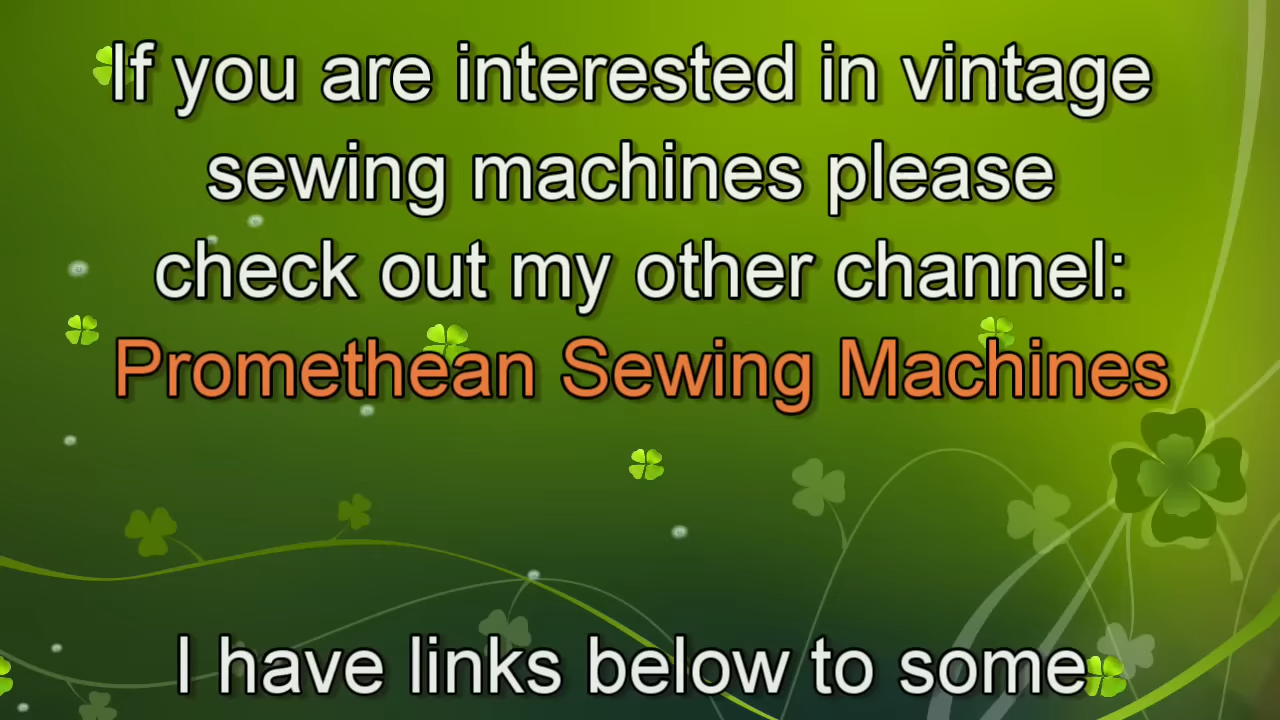 If you are interested in vintage
sewing machines please
check out my other channel:
Promethean Sewing Machines
I have links below to some